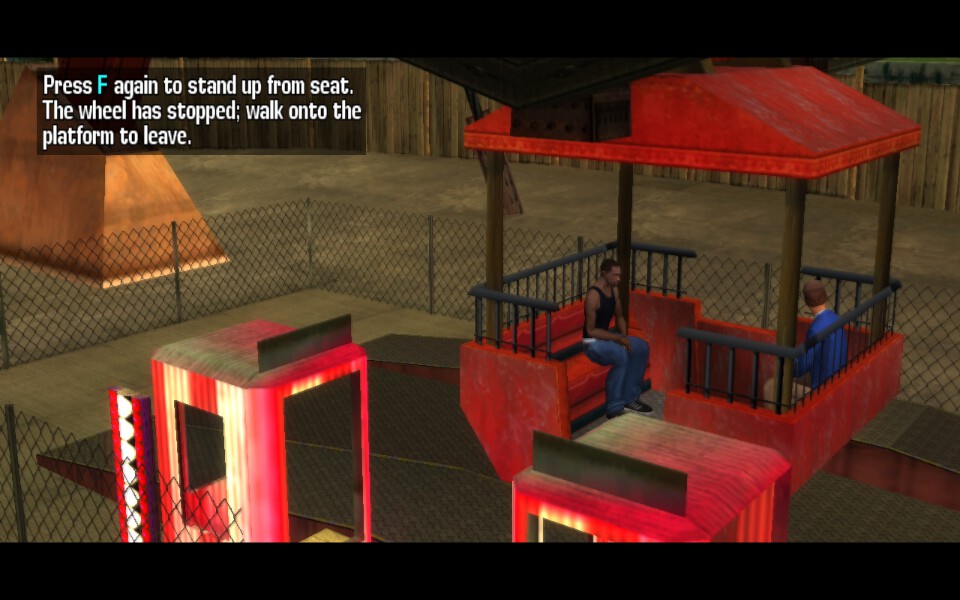 Press F again to stand up from seat.
The wheel has stopped; walk onto the
platform to leave.